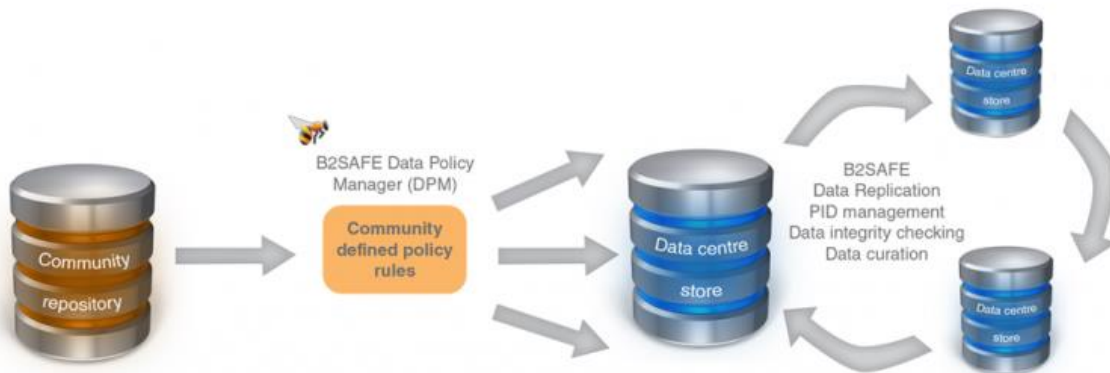 Community
repository
B2SAFE Data Policy
Manager (DPM)
Community
defined policy
rules
Data centre
store
B2SAFE
Data Replication
PID management
Data integrity checking
Data curation
Data centre
store
Data centre
store